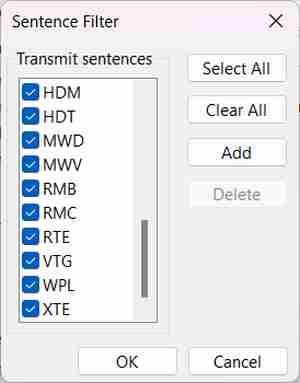 Sentence Filter
Transmit sentences
HDM
HDT
MWD
MWV
RMB
RMC
RTE
VTG
WPL
XTE
Select All
Clear All
Add
Delete
OK
Cancel